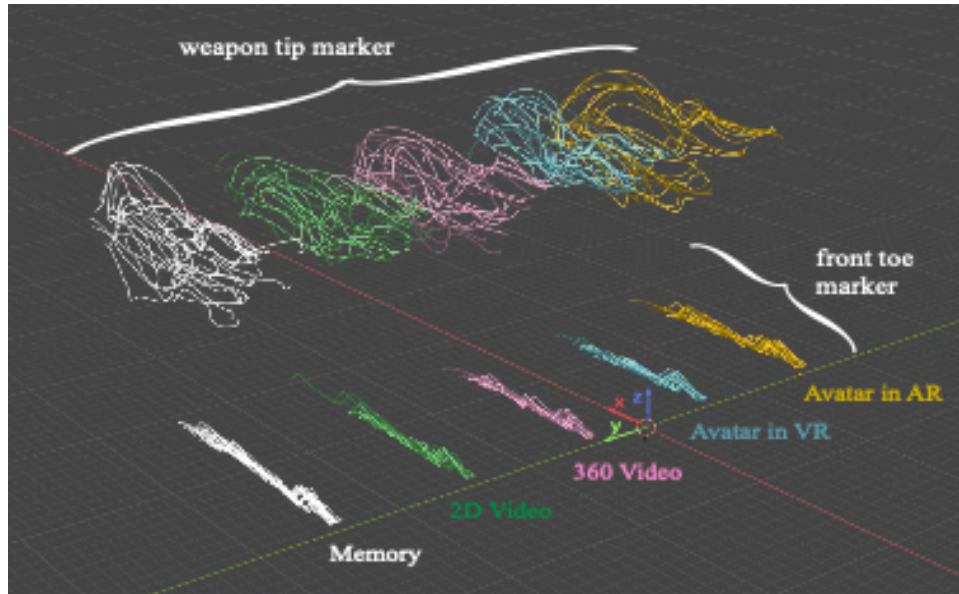 weapon tip marker
front toe
marker
Avatar in AR
Avatar in VR
x
z
y
360 Video
2D Video
Memory